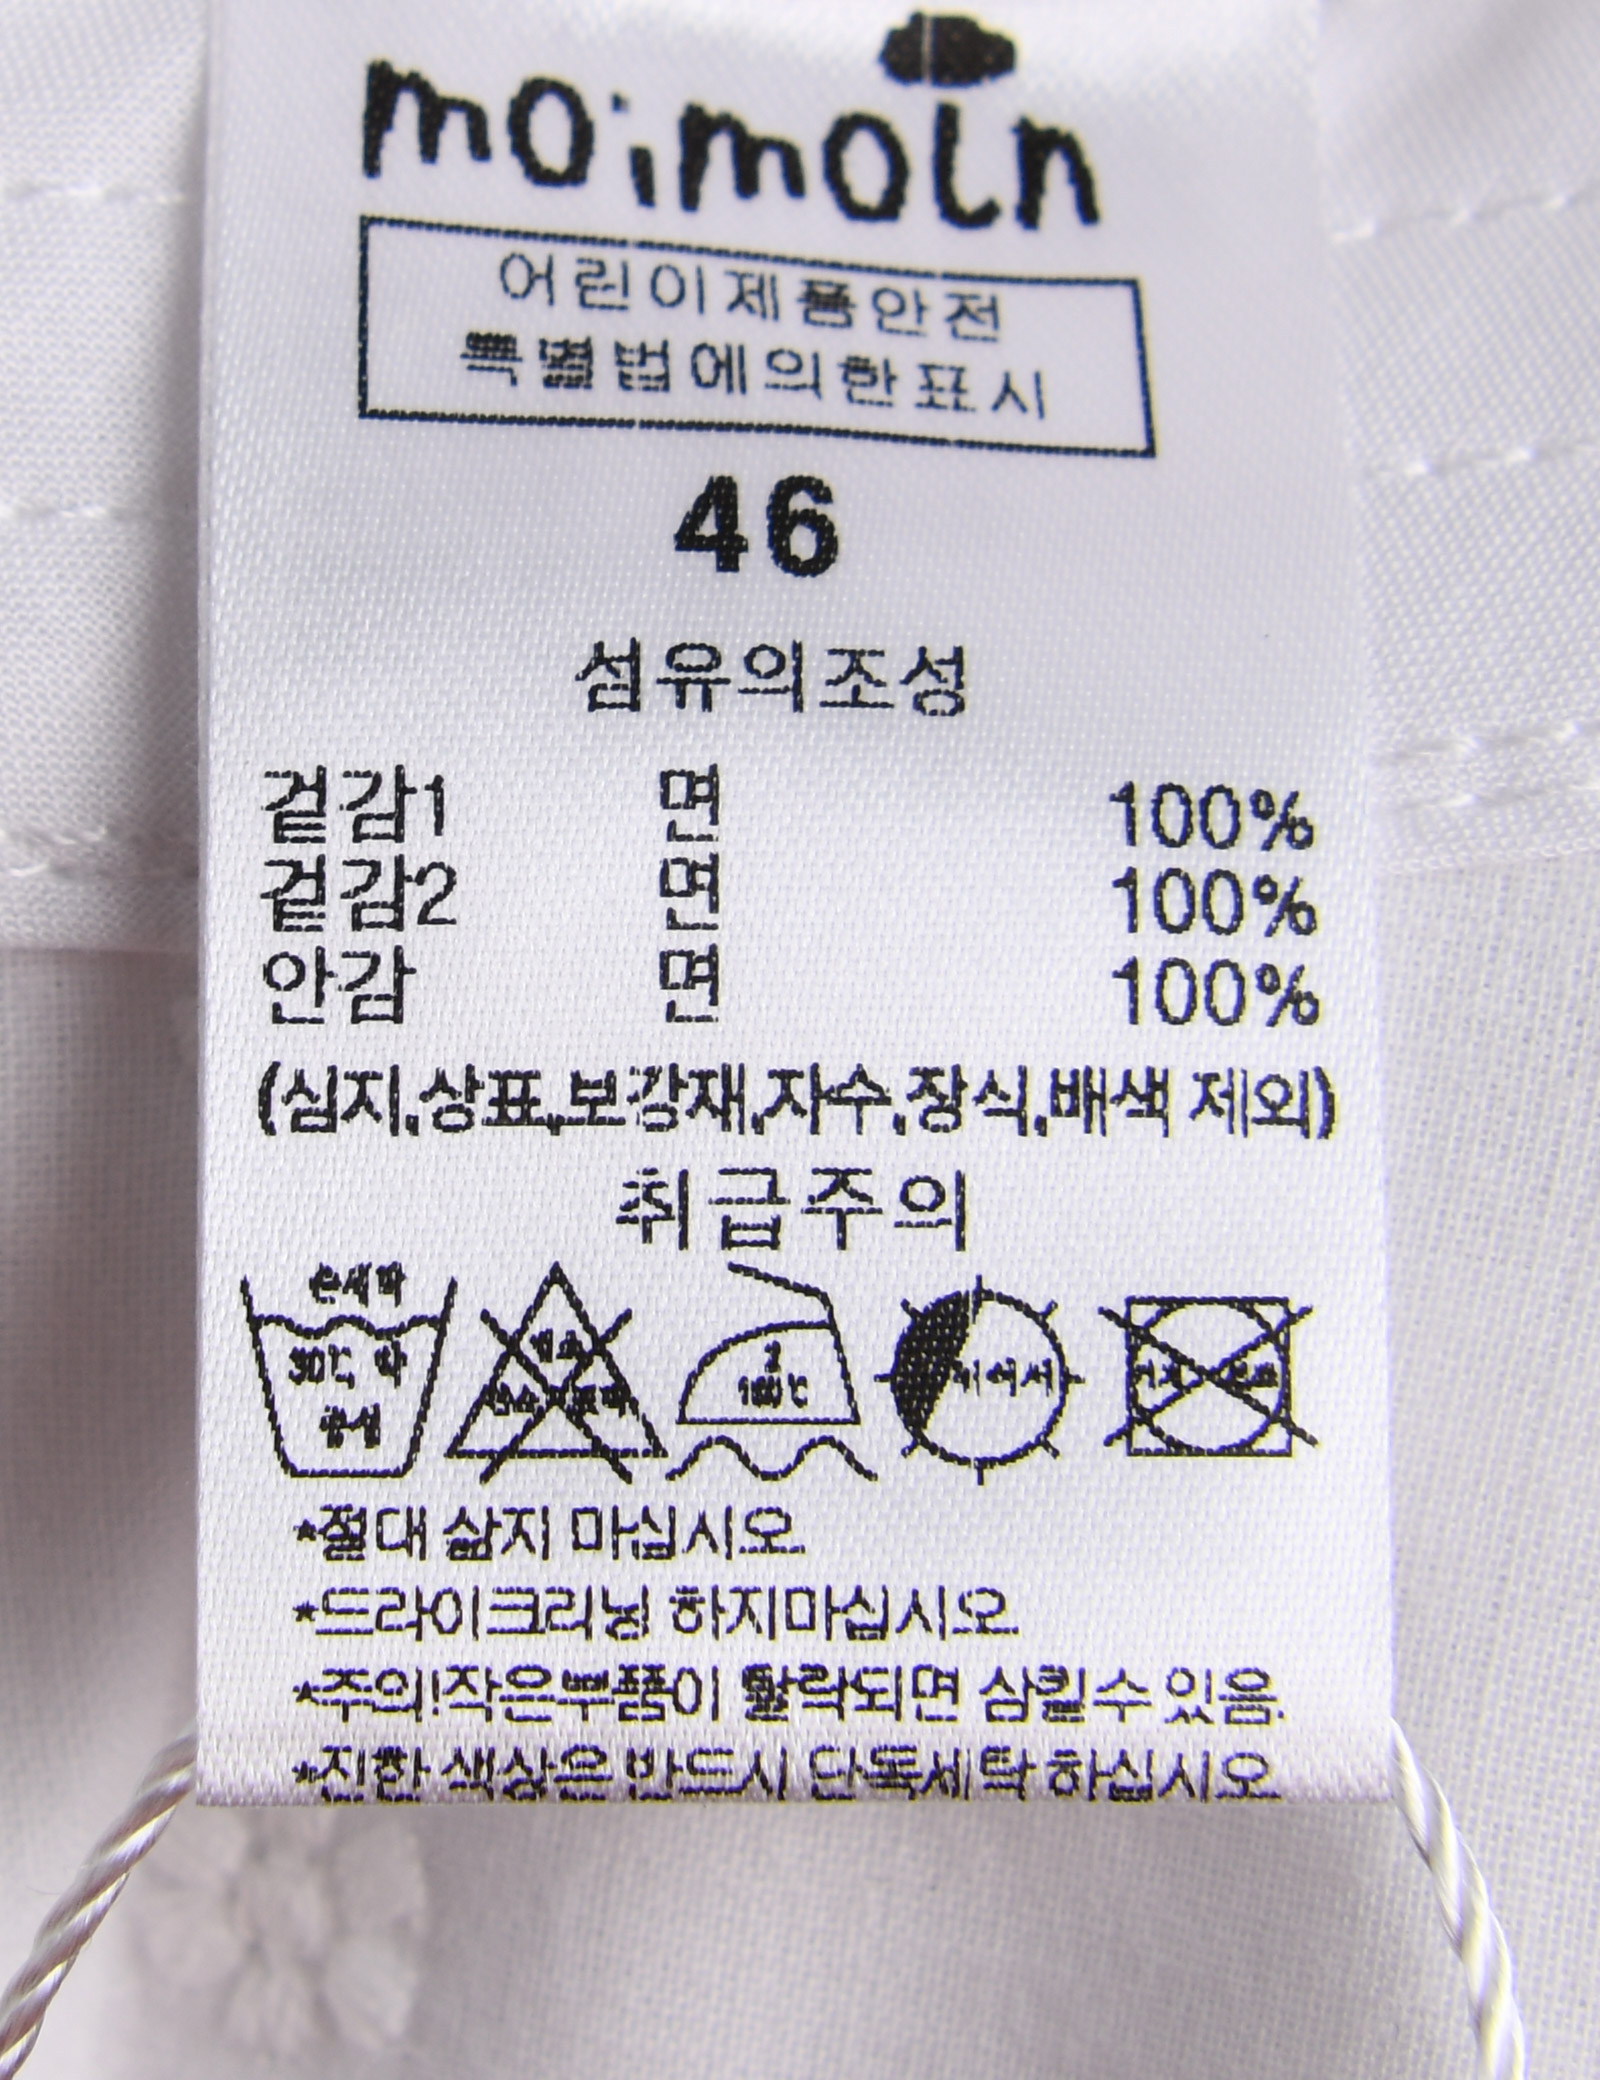 moimoln
어린이제품안전
특별법에의한표시
46
섬유의조성
겉감1 면 100%
겉감2 면 100%
안감 면 100%
(심지,상표,보강재,자수,장식,배색 제외)
취급주의
손세탁
30℃ 약
중성
*절대 삶지 마십시오.
*드라이크리닝 하지마십시오.
*주의!작은부품이 탈락되면 삼킬수 있음.
*진한 색상은 반드시 단독세탁 하십시오